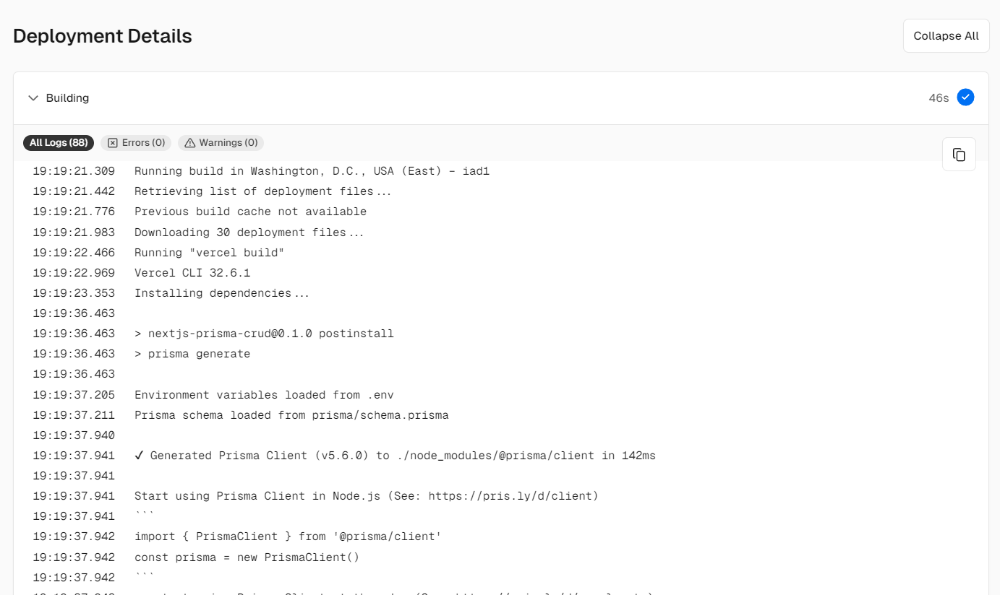 Deployment Details
Collapse All
Building
46s
All Logs (88)
Errors (0)
Warnings (0)
19:19:21.309 Running build in Washington, D.C., USA (East) – iad1
19:19:21.442 Retrieving list of deployment files...
19:19:21.776 Previous build cache not available
19:19:21.983 Downloading 30 deployment files...
19:19:22.466 Running "vercel build"
19:19:22.969 Vercel CLI 32.6.1
19:19:23.353 Installing dependencies...
19:19:36.463
19:19:36.463 > nextjs-prisma-crud@0.1.0 postinstall
19:19:36.463 > prisma generate
19:19:36.463
19:19:37.205 Environment variables loaded from .env
19:19:37.211 Prisma schema loaded from prisma/schema.prisma
19:19:37.940
19:19:37.941 ✔ Generated Prisma Client (v5.6.0) to ./node_modules/@prisma/client in 142ms
19:19:37.941
19:19:37.941 Start using Prisma Client in Node.js (See: https://pris.ly/d/client)
19:19:37.941 ```
19:19:37.942 import { PrismaClient } from '@prisma/client'
19:19:37.942 const prisma = new PrismaClient()
19:19:37.942 ```